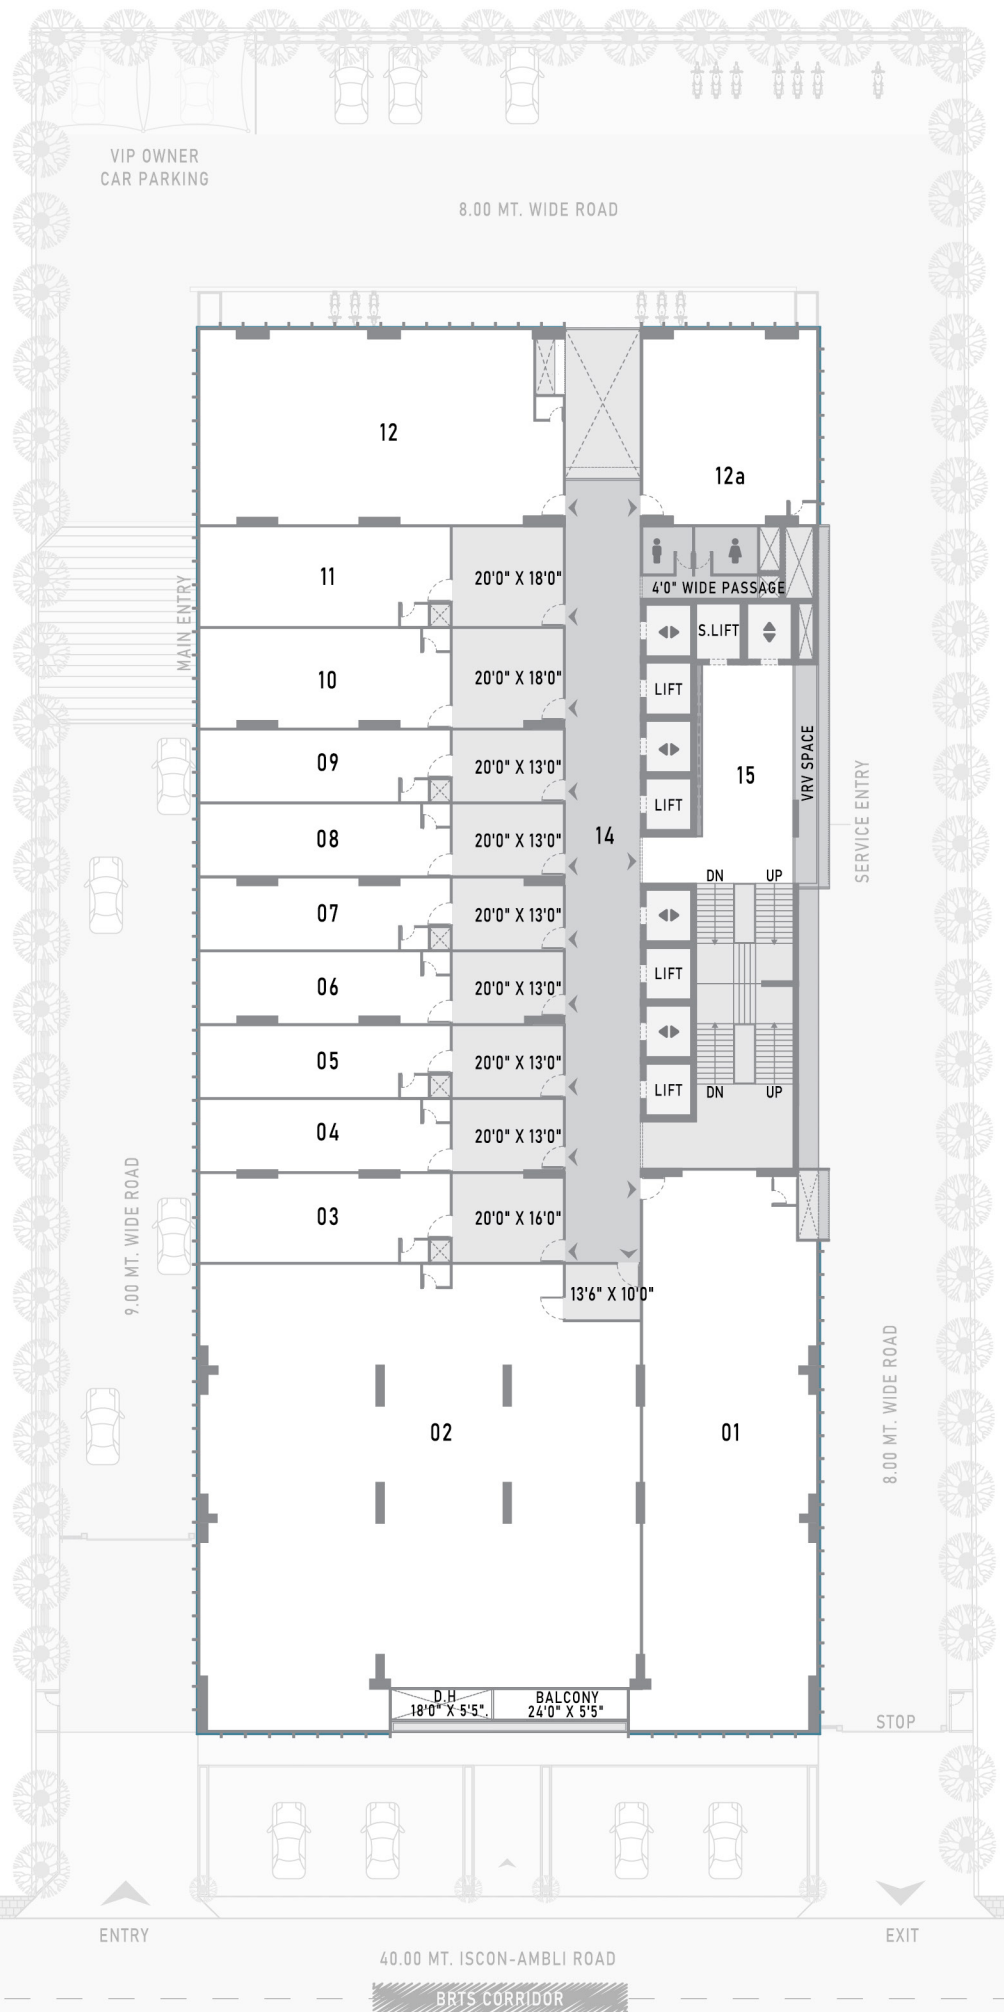 VIP OWNER
CAR PARKING
8.00 MT. WIDE ROAD
12
12a
MAIN ENTRY
11
20'0" X 18'0"
4'0" WIDE PASSAGE
S.LIFT
10
20'0" X 18'0"
LIFT
09
20'0" X 13'0"
15
VRV SPACE
SERVICE ENTRY
LIFT
08
20'0" X 13'0"
14
DN
UP
07
20'0" X 13'0"
06
20'0" X 13'0"
LIFT
05
20'0" X 13'0"
LIFT
DN
UP
04
20'0" X 13'0"
03
20'0" X 16'0"
9.00 MT. WIDE ROAD
13'6" X 10'0"
02
01
8.00 MT. WIDE ROAD
D.H
18'0" X 5'5".
BALCONY
24'0" X 5'5"
STOP
ENTRY
EXIT
40.00 MT. ISCON-AMBLI ROAD
BRTS CORRIDOR